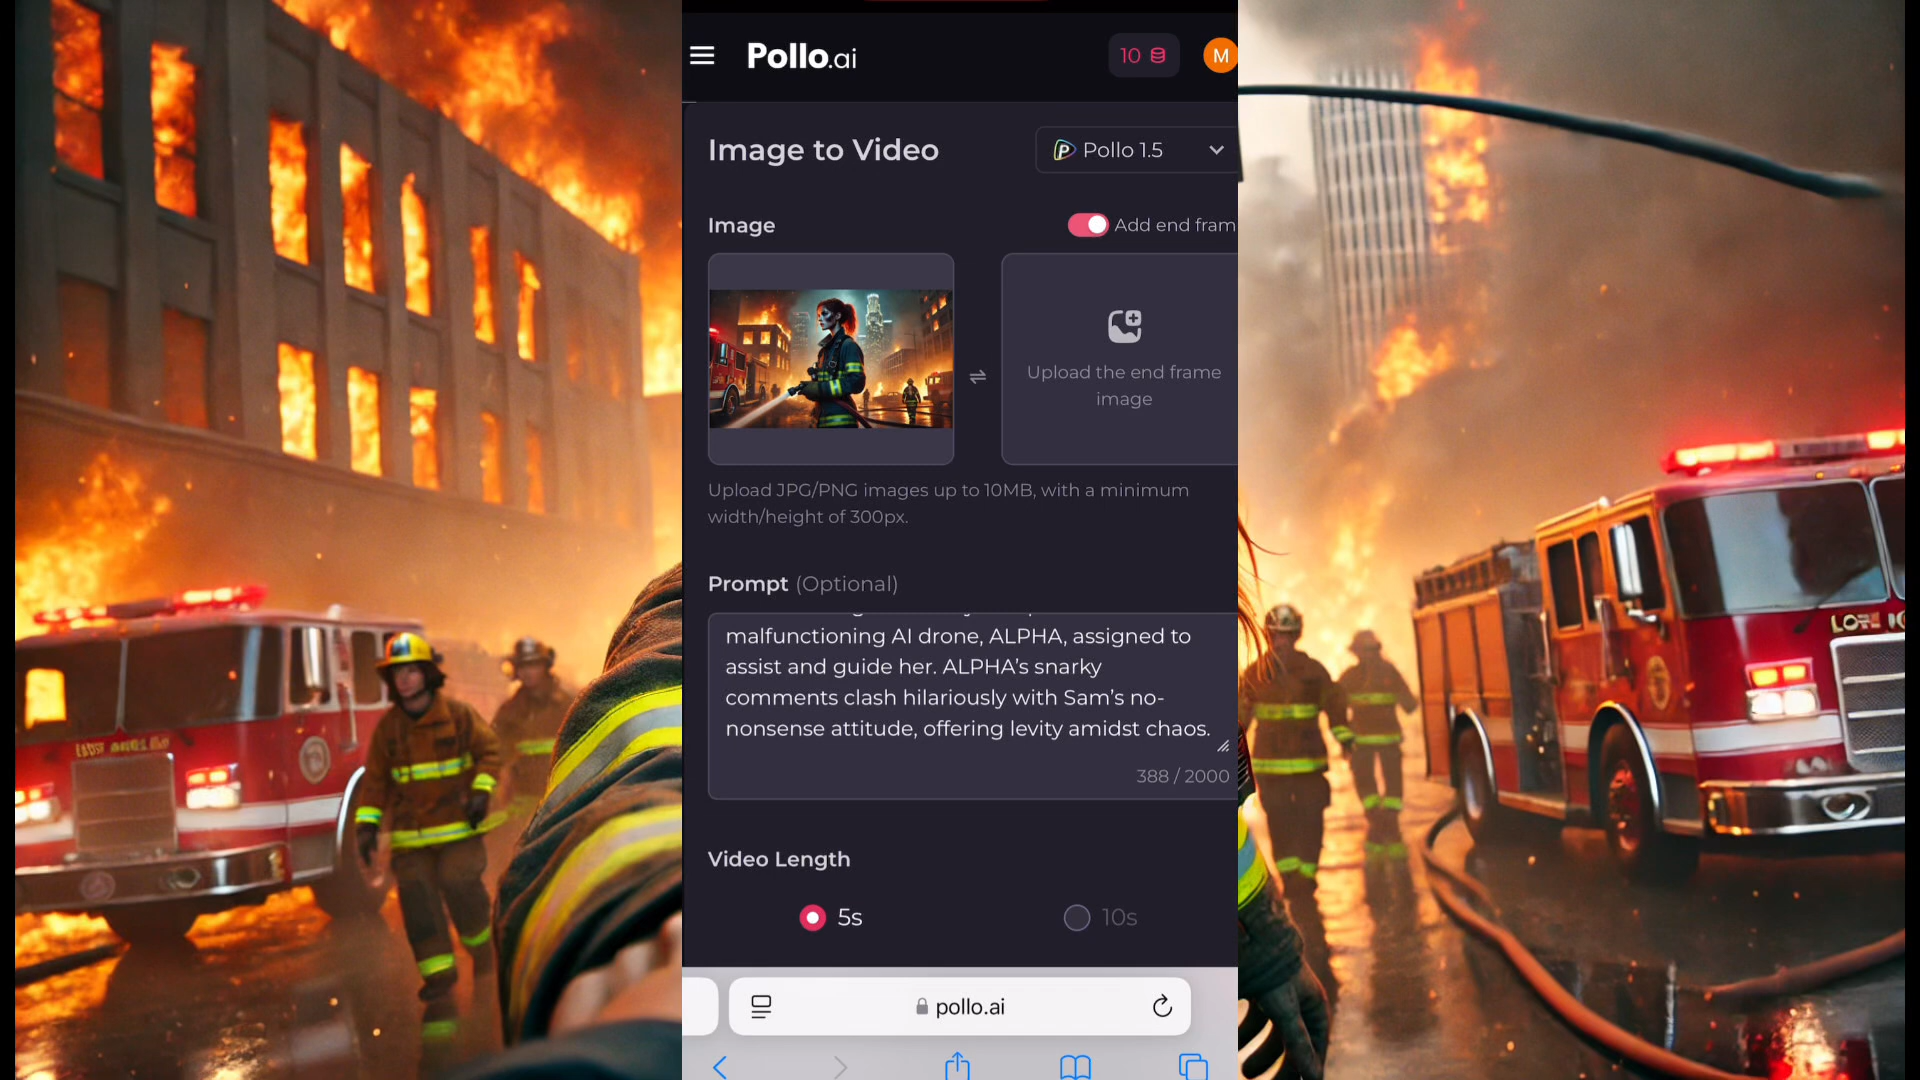 Pollo.ai
10
M
Image to Video
Pollo 1.5
Image
Add end fram
Upload the end frame
image
Upload JPG/PNG images up to 10MB, with a minimum
width/height of 300px.
Prompt (Optional)
malfunctioning AI drone, ALPHA, assigned to
assist and guide her. ALPHA’s snarky
comments clash hilariously with Sam’s no-
nonsense attitude, offering levity amidst chaos.
388 / 2000
Video Length
5s
10s
pollo.ai